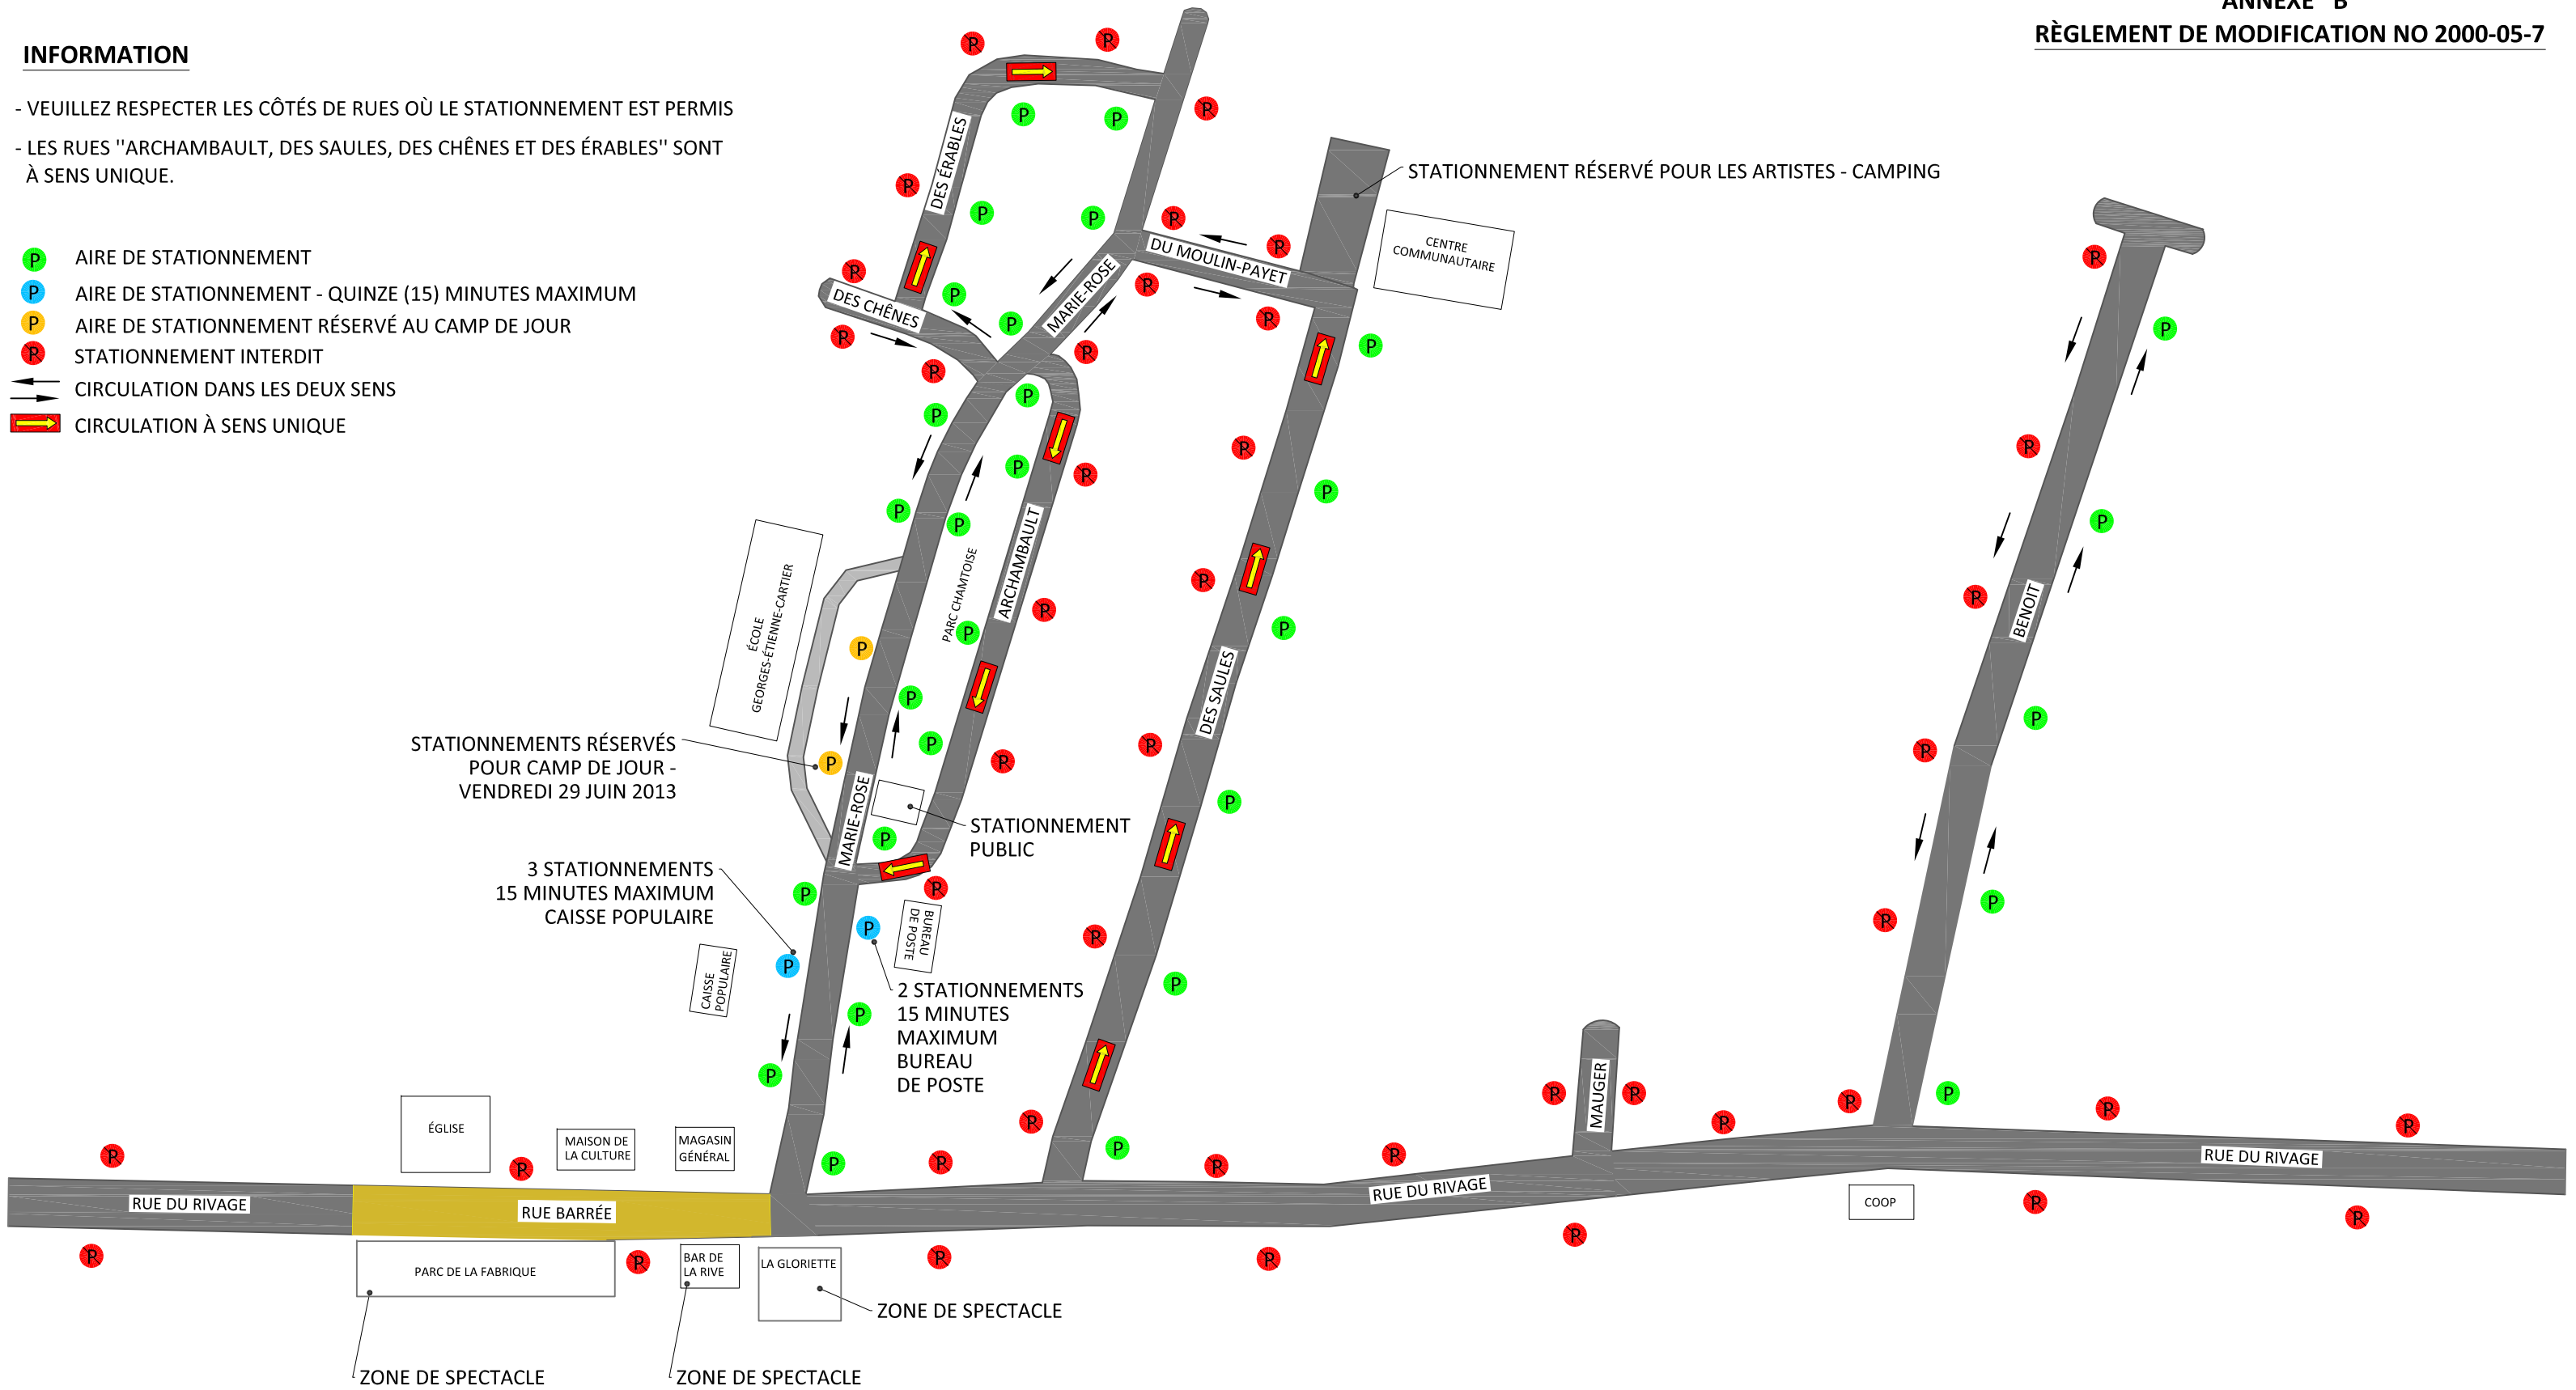 ANNEXE "B"
RÈGLEMENT DE MODIFICATION NO 2000-05-7
INFORMATION
- VEUILLEZ RESPECTER LES CÔTÉS DE RUES OÙ LE STATIONNEMENT EST PERMIS
- LES RUES "ARCHAMBAULT, DES SAULES, DES CHÊNES ET DES ÉRABLES" SONT
À SENS UNIQUE.
P AIRE DE STATIONNEMENT
P AIRE DE STATIONNEMENT - QUINZE (15) MINUTES MAXIMUM
P AIRE DE STATIONNEMENT RÉSERVÉ AU CAMP DE JOUR
P STATIONNEMENT INTERDIT
CIRCULATION DANS LES DEUX SENS
CIRCULATION À SENS UNIQUE
DES ÉRABLES
DES CHÊNES
MARIE-ROSE
DU MOULIN-PAYET
STATIONNEMENT RÉSERVÉ POUR LES ARTISTES - CAMPING
CENTRE
COMMUNAUTAIRE
ÉCOLE
GEORGES-ÉTIENNE-CARTIER
PARC CHAMTOISE
ARCHAMBAULT
DES SAULES
BENOIT
STATIONNEMENTS RÉSERVÉS
POUR CAMP DE JOUR -
VENDREDI 29 JUIN 2013
MARIE-ROSE
STATIONNEMENT
PUBLIC
3 STATIONNEMENTS
15 MINUTES MAXIMUM
CAISSE POPULAIRE
BUREAU
DE POSTE
CAISSE
POPULAIRE
2 STATIONNEMENTS
15 MINUTES
MAXIMUM
BUREAU
DE POSTE
MAUGER
ÉGLISE
MAISON DE
LA CULTURE
MAGASIN
GÉNÉRAL
RUE DU RIVAGE
RUE BARRÉE
RUE DU RIVAGE
RUE DU RIVAGE
COOP
PARC DE LA FABRIQUE
BAR DE
LA RIVE
LA GLORIETTE
ZONE DE SPECTACLE
ZONE DE SPECTACLE
ZONE DE SPECTACLE